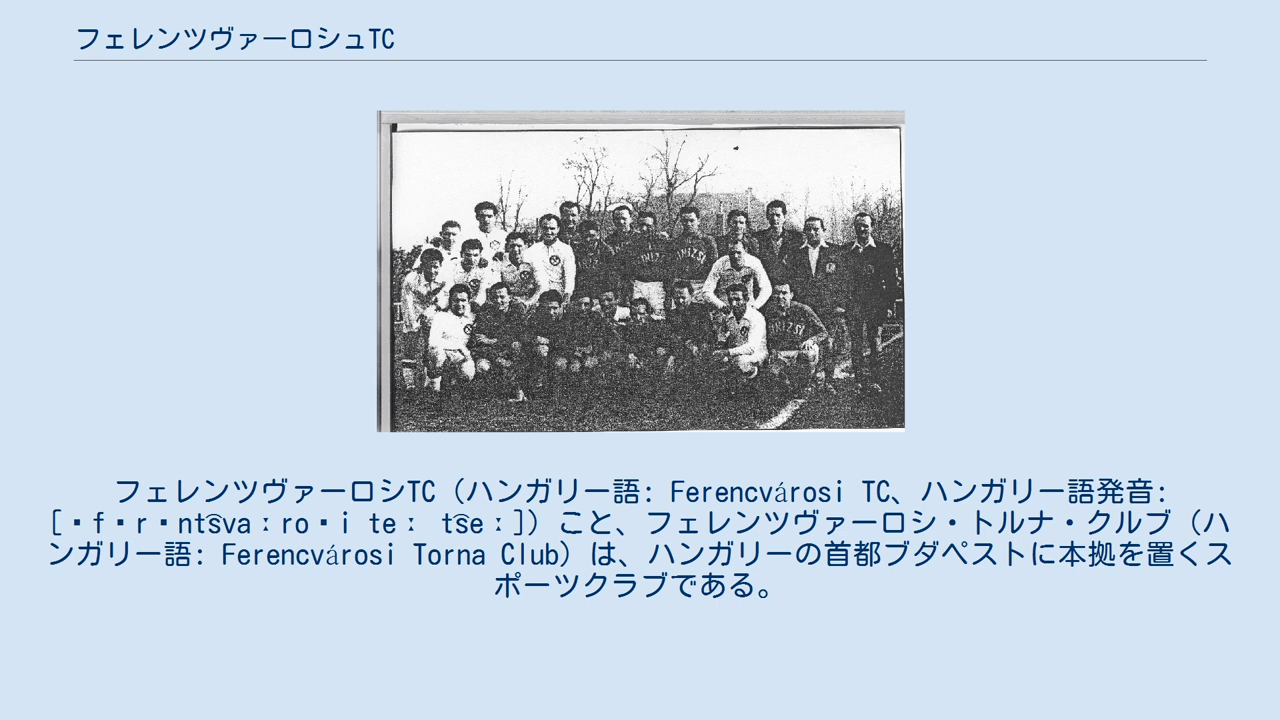 フェレンツヴァーロシュTC
KINIZSI
フェレンツヴァーロシTC（ハンガリー語: Ferencvárosi TC、ハンガリー語発音:
[▪f▪r▪nt͡svaːro▪i teː t͡seː]）こと、フェレンツヴァーロシ・トルナ・クルブ（ハ
ンガリー語: Ferencvárosi Torna Club）は、ハンガリーの首都ブダペストに本拠を置くス
ポーツクラブである。